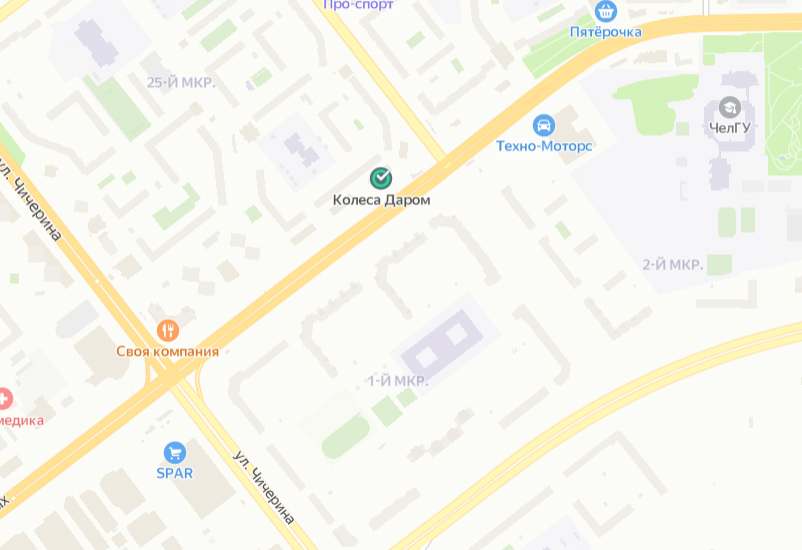 Про-спорт
Пятёрочка
25-Й МКР.
ЧелГУ
Техно-Моторс
Колеса Даром
ул. Чичерина
2-Й МКР.
Своя компания
1-Й МКР.
медика
SPAR
ул. Чичерина
ых